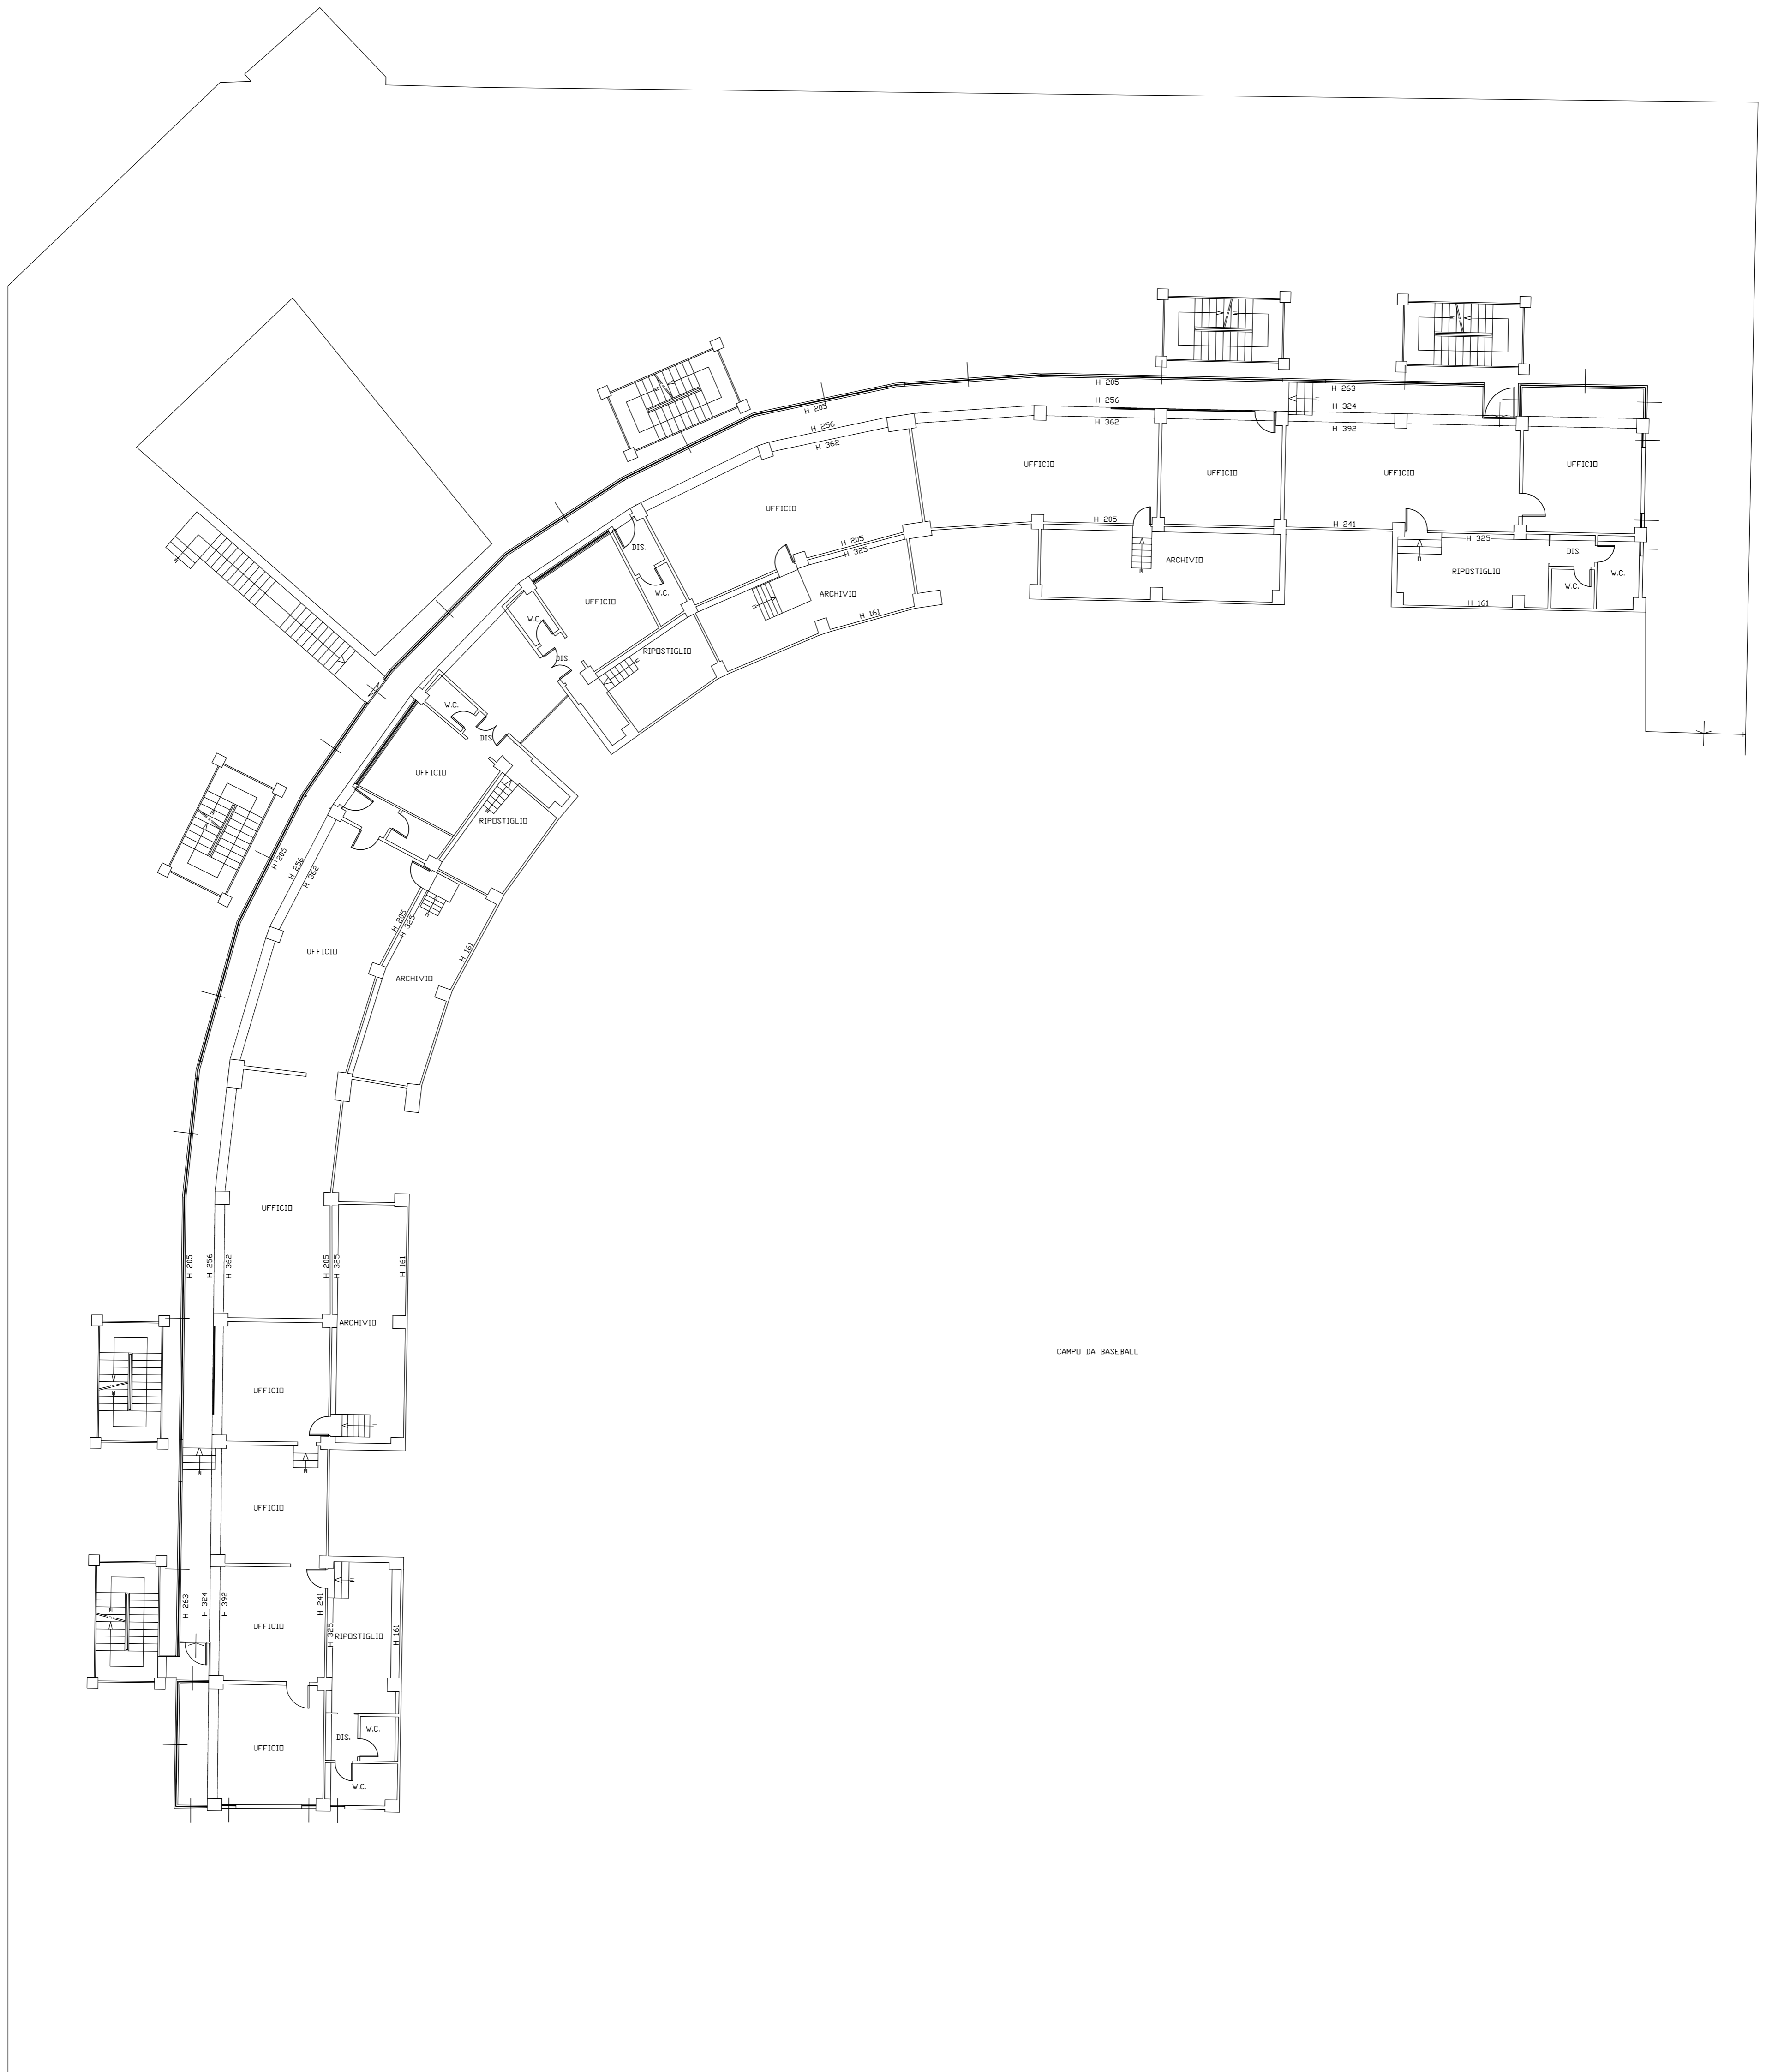 H 205
H 256
H 362
H 263
H 324
H 392
H 205
H 256
H 362
UFFICIO
UFFICIO
UFFICIO
UFFICIO
UFFICIO
H 205
H 241
H 325
H 205
H 325
DIS.
DIS.
ARCHIVIO
RIPOSTIGLIO
W.C.
W.C.
ARCHIVIO
W.C.
H 161
H 161
UFFICIO
W.C.
DIS.
RIPOSTIGLIO
W.C.
DIS.
UFFICIO
RIPOSTIGLIO
H 205
H 256
H 362
H 205
H 325
H 161
UFFICIO
ARCHIVIO
UFFICIO
H 205
H 256
H 362
H 205
H 325
H 161
ARCHIVIO
CAMPO DA BASEBALL
UFFICIO
UFFICIO
H 263
H 324
H 392
H 241
H 325
H 161
UFFICIO
RIPOSTIGLIO
W.C.
DIS.
UFFICIO
W.C.